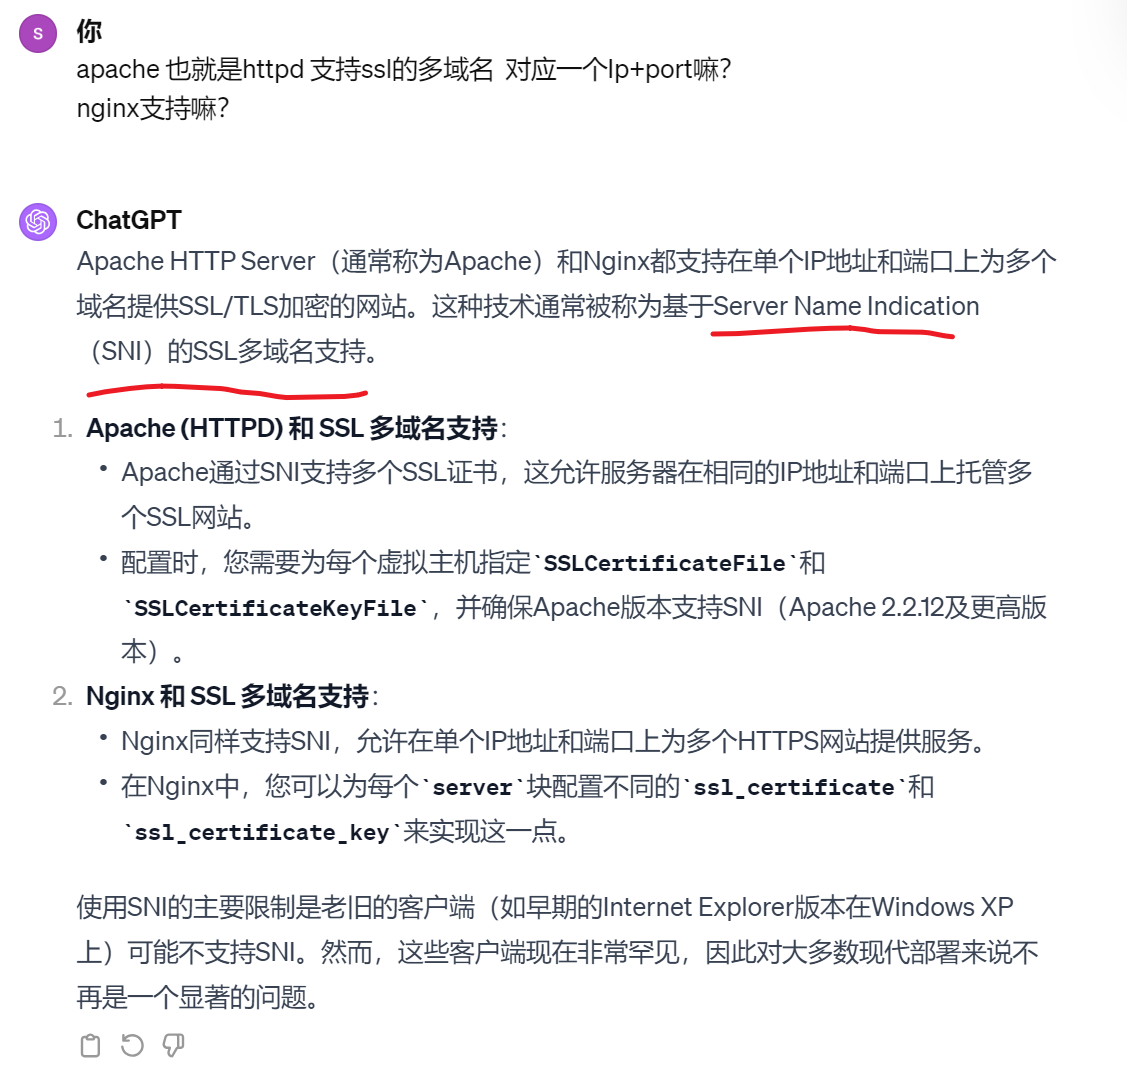 S
你
apache 也就是httpd 支持ssl的多域名  对应一个Ip+port嘛？
nginx支持嘛？
ChatGPT
Apache HTTP Server（通常称为Apache）和Nginx都支持在单个IP地址和端口上为多个
域名提供SSL/TLS加密的网站。这种技术通常被称为基于Server Name Indication
（SNI）的SSL多域名支持。
1. Apache (HTTPD) 和 SSL 多域名支持：
• Apache通过SNI支持多个SSL证书，这允许服务器在相同的IP地址和端口上托管多
个SSL网站。
• 配置时，您需要为每个虚拟主机指定`SSLCertificateFile`和
`SSLCertificateKeyFile`，并确保Apache版本支持SNI（Apache 2.2.12及更高版
本）。
2. Nginx 和 SSL 多域名支持：
• Nginx同样支持SNI，允许在单个IP地址和端口上为多个HTTPS网站提供服务。
• 在Nginx中，您可以为每个`server`块配置不同的`ssl_certificate`和
`ssl_certificate_key`来实现这一点。
使用SNI的主要限制是老旧的客户端（如早期的Internet Explorer版本在Windows XP
上）可能不支持SNI。然而，这些客户端现在非常罕见，因此对大多数现代部署来说不
再是一个显著的问题。